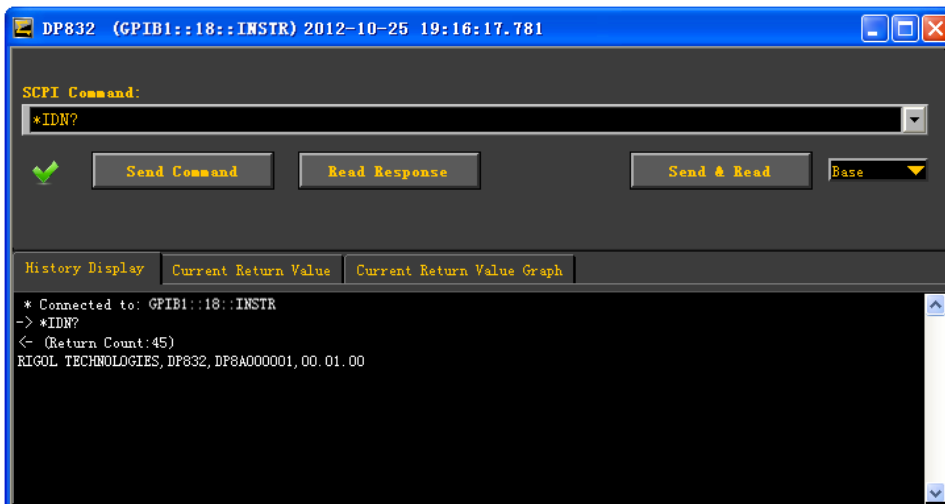 DP832 (GPIB1::18::INSTR) 2012-10-25 19:16:17.781
SCPI Command:
*IDN?
Send Command Read Response Send & Read Base
History Display Current Return Value Current Return Value Graph
* Connected to: GPIB1::18::INSTR
-> *IDN?
<- (Return Count:45)
RIGOL TECHNOLOGIES,DP832,DP8A000001,00.01.00